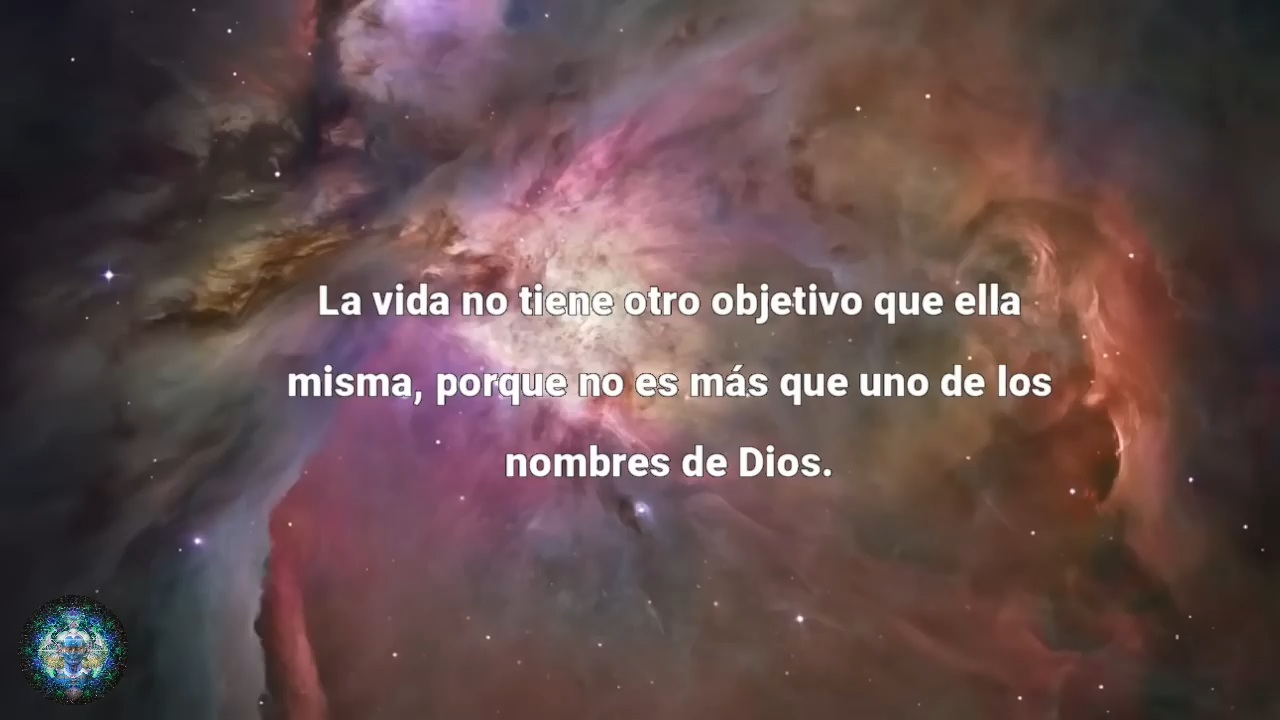 La vida no tiene otro objetivo que ella
misma, porque no es más que uno de los
nombres de Dios.